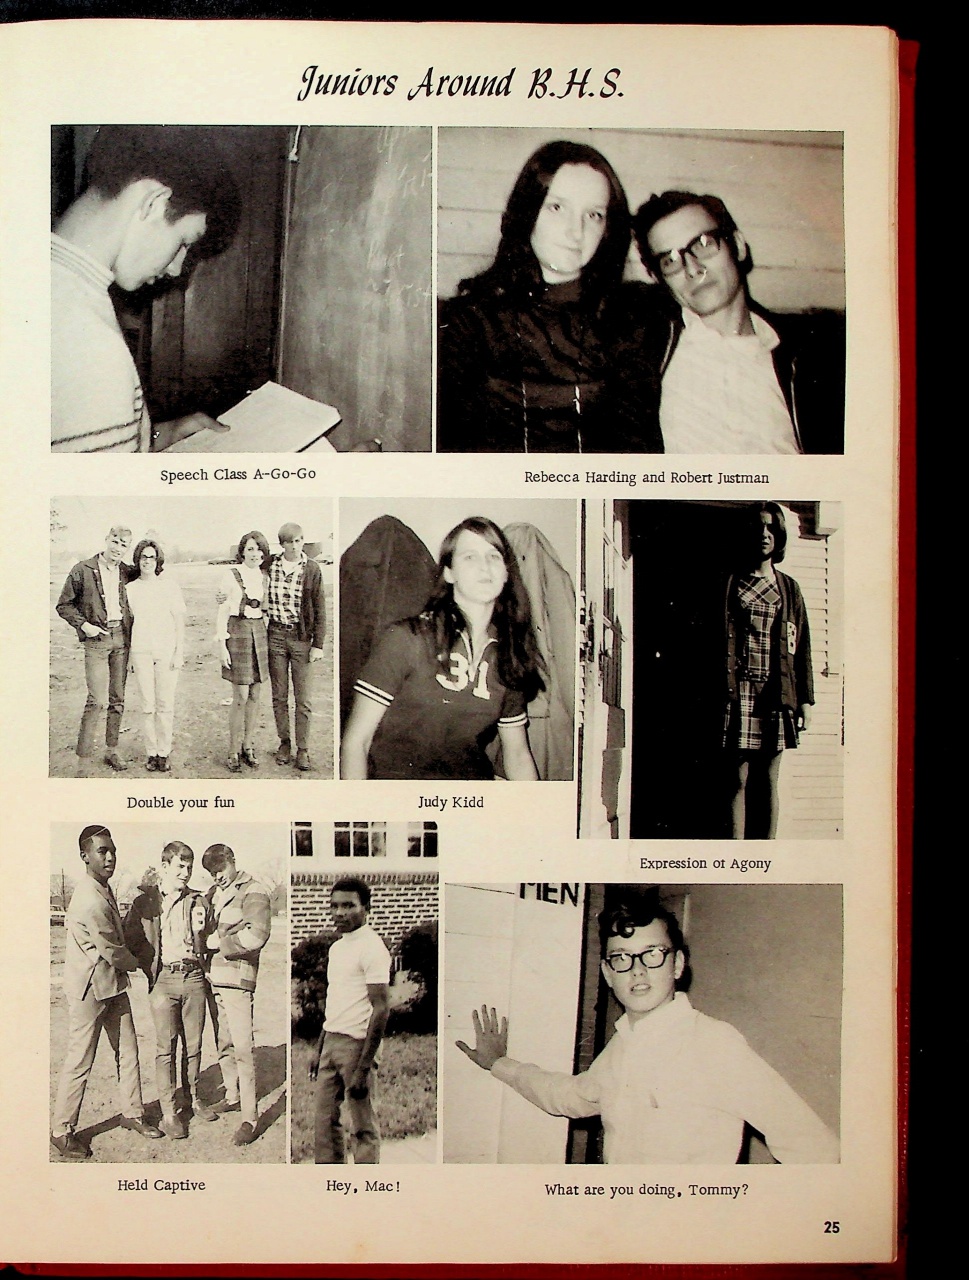 Juniors Around B.H.S.
Speech Class A-Go-Go
Rebecca Harding and Robert Justman
31
Double your fun
Judy Kidd
B
Expression of Agony
MEN
Held Captive
Hey, Mac!
What are you doing, Tommy?
25